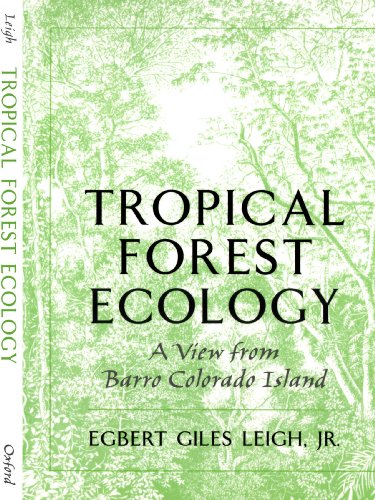 Leigh
TROPICAL FOREST ECOLOGY
Oxford
TROPICAL
FOREST
ECOLOGY
A View from
Barro Colorado Island
EGBERT GILES LEIGH, JR.